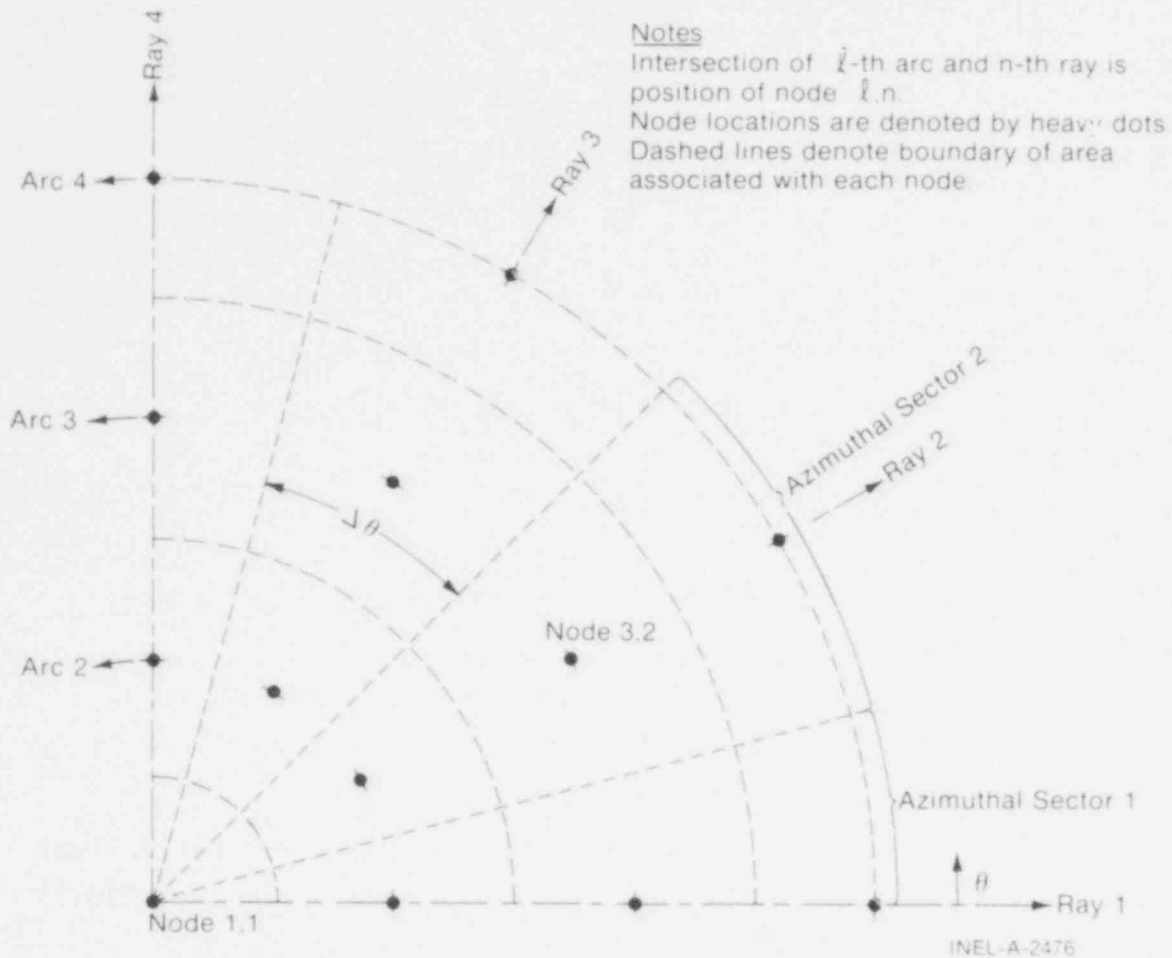 Notes
Intersection of ℓ-th arc and n-th ray is
position of node ℓ,n.
Node locations are denoted by heavy dots
Dashed lines denote boundary of area
associated with each node.
Ray 4
Arc 4
Ray 3
Arc 3
Azimuthal Sector 2
Ray 2
Δθ
Node 3,2
Arc 2
Azimuthal Sector 1
θ
Ray 1
Node 1,1
INEL-A-2476